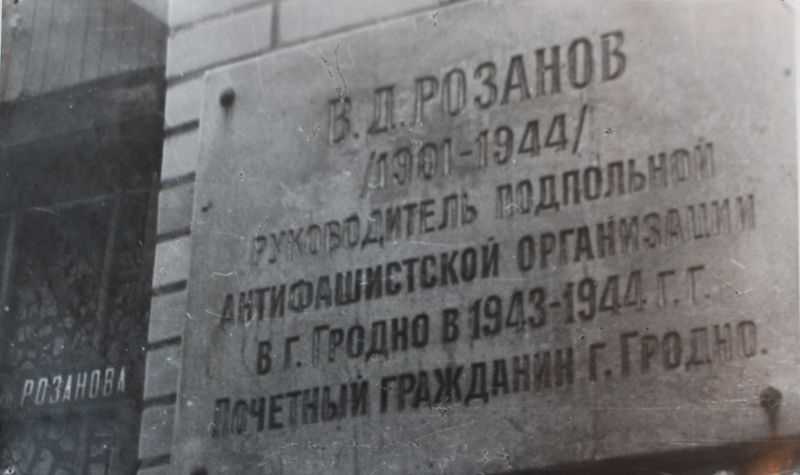 В. Д. РОЗАНОВ
/1901-1944/
РУКОВОДИТЕЛЬ ПОДПОЛЬНОЙ
АНТИФАШИСТСКОЙ ОРГАНИЗАЦИИ
В Г. ГРОДНО В 1943-1944 Г. Г.
ПОЧЕТНЫЙ ГРАЖДАНИН Г. ГРОДНО.
РОЗАНОВА